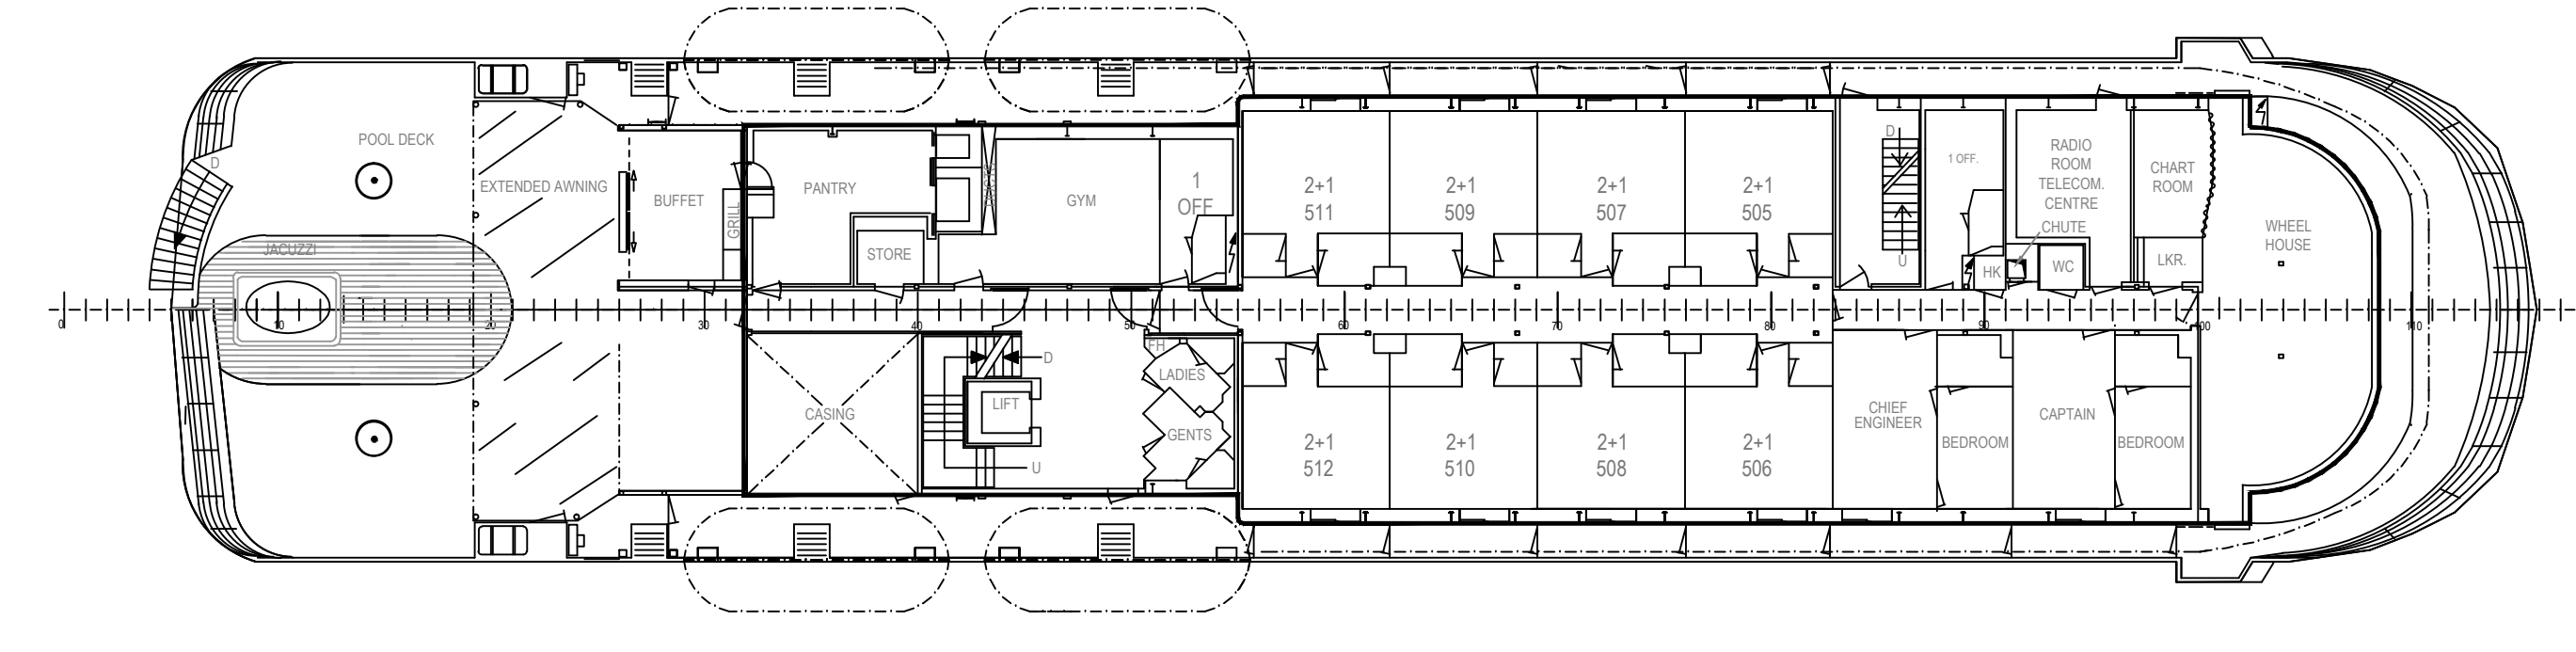 POOL DECK
D
EXTENDED AWNING
JACUZZI
BUFFET
GRILL
PANTRY
STORE
GYM
1
OFF
2+1
511
2+1
509
2+1
507
2+1
505
D
U
1 OFF.
HK
RADIO
ROOM
TELECOM.
CENTRE
CHUTE
WC
CHART
ROOM
LKR.
WHEEL
HOUSE
0
10
20
30
40
50
60
70
80
90
100
110
CASING
D
LIFT
U
FH
LADIES
GENTS
2+1
512
2+1
510
2+1
508
2+1
506
CHIEF
ENGINEER
BEDROOM
CAPTAIN
BEDROOM